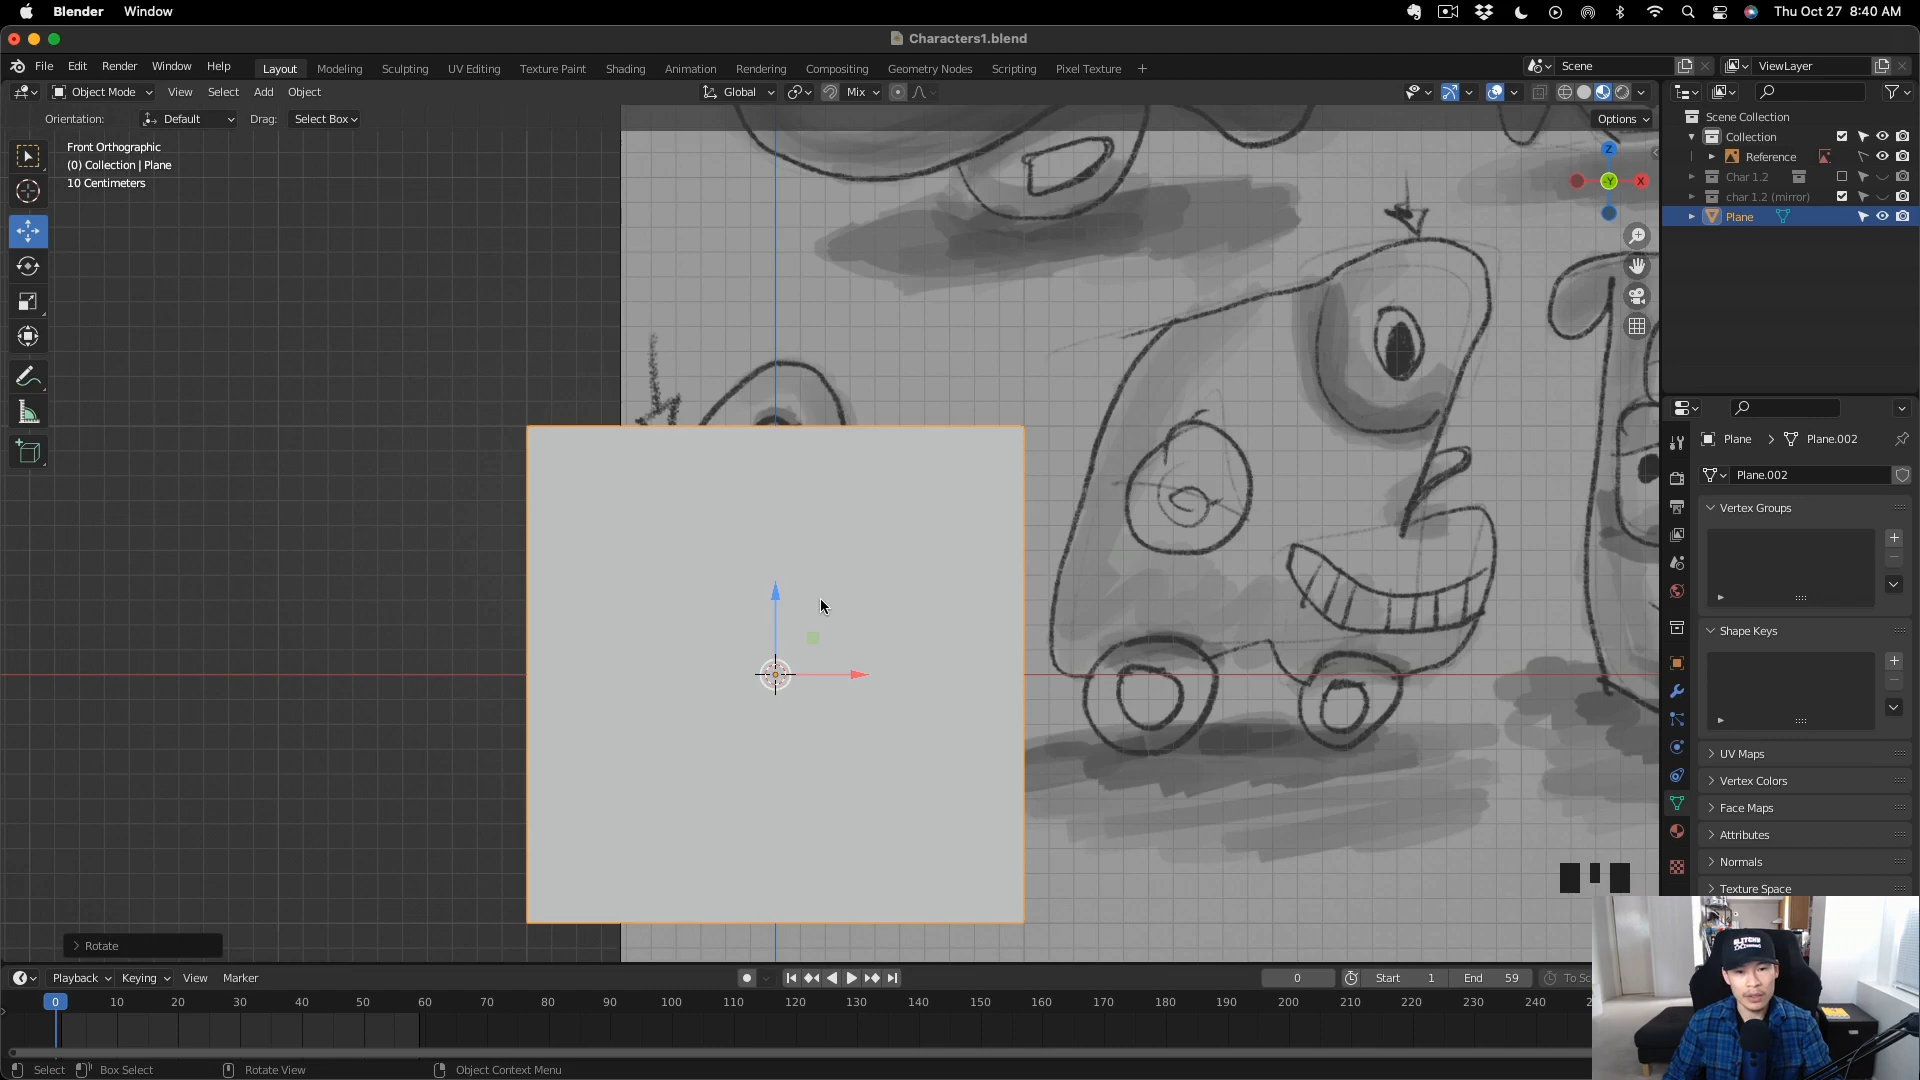 Blender Window
Thu Oct 27 8:40 AM
Characters1.blend
File Edit Render Window Help
Layout Modeling Sculpting UV Editing Texture Paint Shading Animation Rendering Compositing Geometry Nodes Scripting Pixel Texture +
Scene
ViewLayer
Object Mode View Select Add Object
Global
Mix
Orientation: Default Drag: Select Box
Options
Front Orthographic
(0) Collection | Plane
10 Centimeters
Z
-Y
X
Scene Collection
Collection
Reference
Char 1.2
char 1.2 (mirror)
Plane
Plane > Plane.002
Plane.002
Vertex Groups
Shape Keys
UV Maps
Vertex Colors
Face Maps
Attributes
Normals
Texture Space
Rotate
Playback Keying View Marker
0
Start 1
End 59
0 10 20 30 40 50 60 70 80 90 100 110 120 130 140 150 160 170 180 190 200 210 220 230 240
Select Box Select Rotate View Object Context Menu